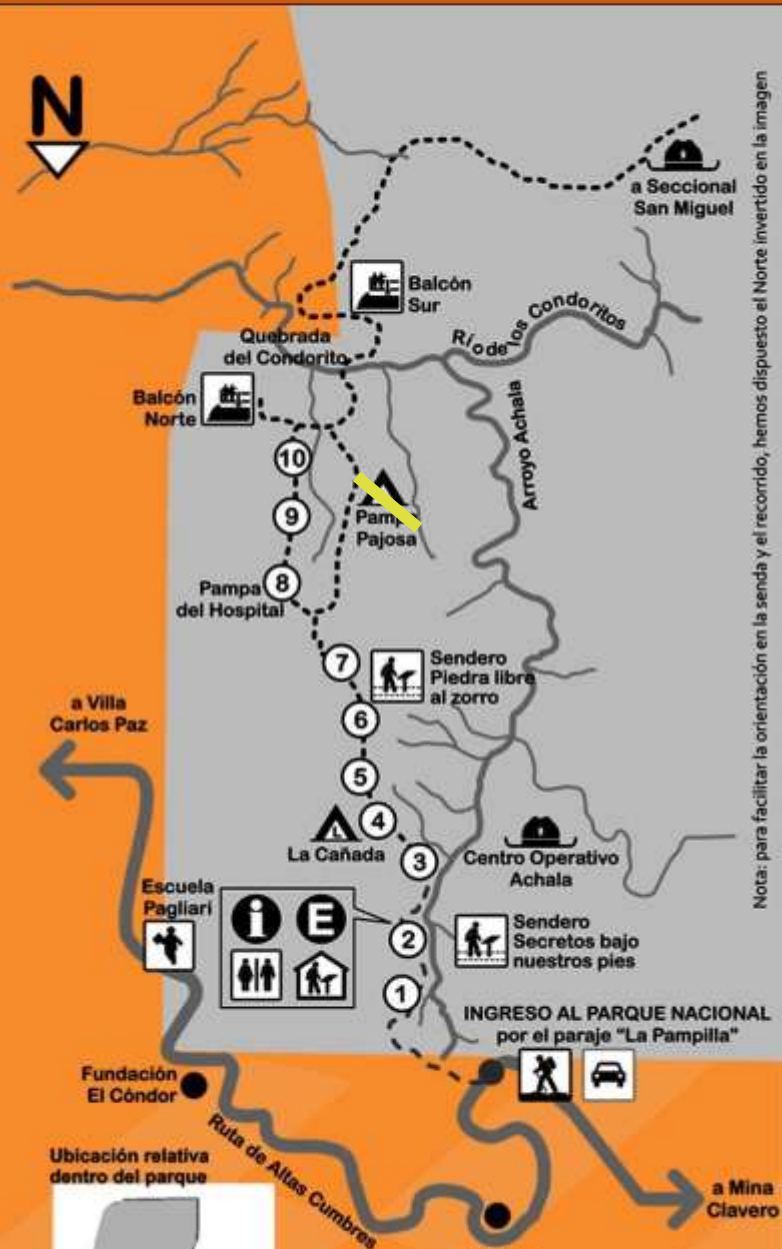 N
a Seccional
San Miguel
Balcón
Sur
Río de los Condoritos
Quebrada
del Condorito
Balcón
Norte
Arroyo Achala
10
9
Pampa
Pajosa
8
Pampa
del Hospital
7
Sendero
Piedra libre
al zorro
6
a Villa
Carlos Paz
5
4
L
La Cañada
3
Centro Operativo
Achala
Escuela
Pagliari
i
E
2
Sendero
Secretos bajo
nuestros pies
1
INGRESO AL PARQUE NACIONAL
por el paraje "La Pampilla"
Fundación
El Cóndor
Ruta de Altas Cumbres
Ubicación relativa
dentro del parque
a Mina
Clavero
Nota: para facilitar la orientación en la senda y el recorrido, hemos dispuesto el Norte invertido en la imagen